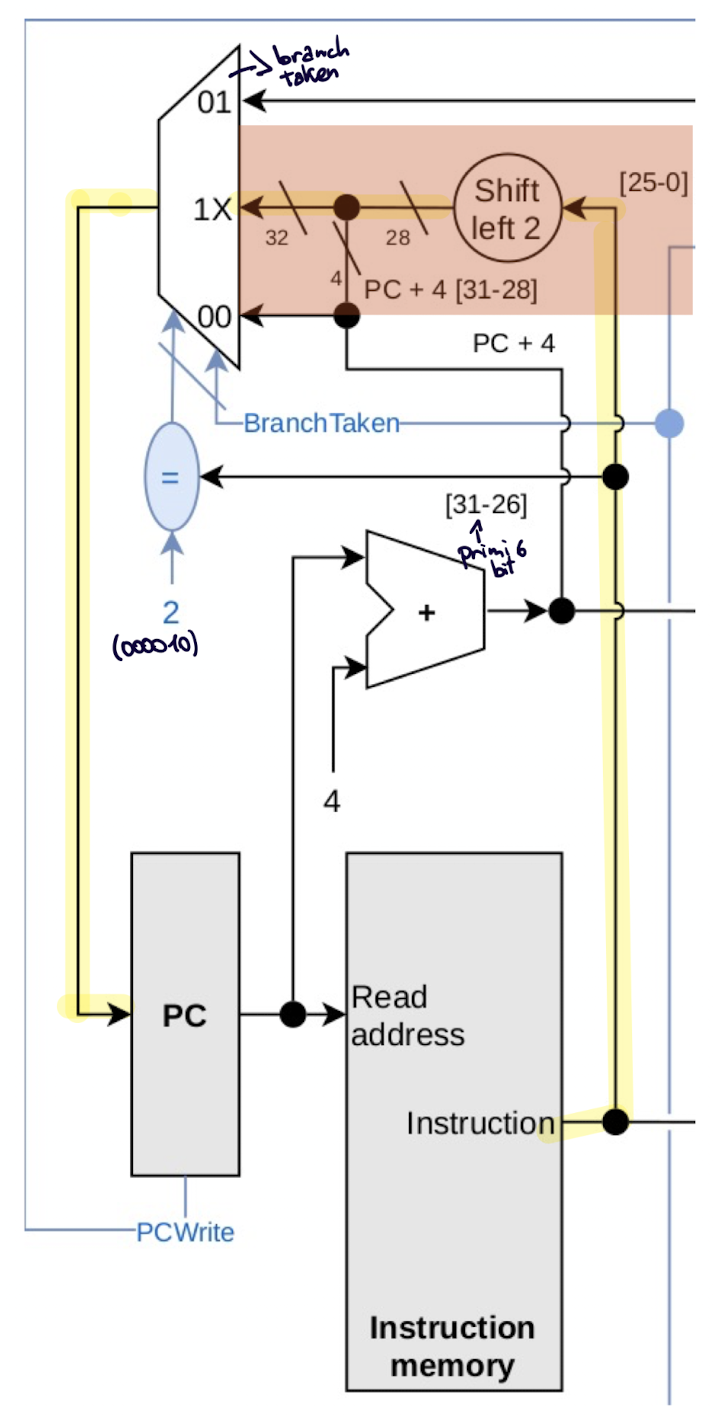 branch
taken
01
Shift
left 2
[25-0]
1X
32
28
4
PC + 4 [31-28]
00
PC + 4
BranchTaken
=
[31-26]
primi 6
bit
2
(000010)
+
4
PC
Read
address
Instruction
PCWrite
Instruction
memory